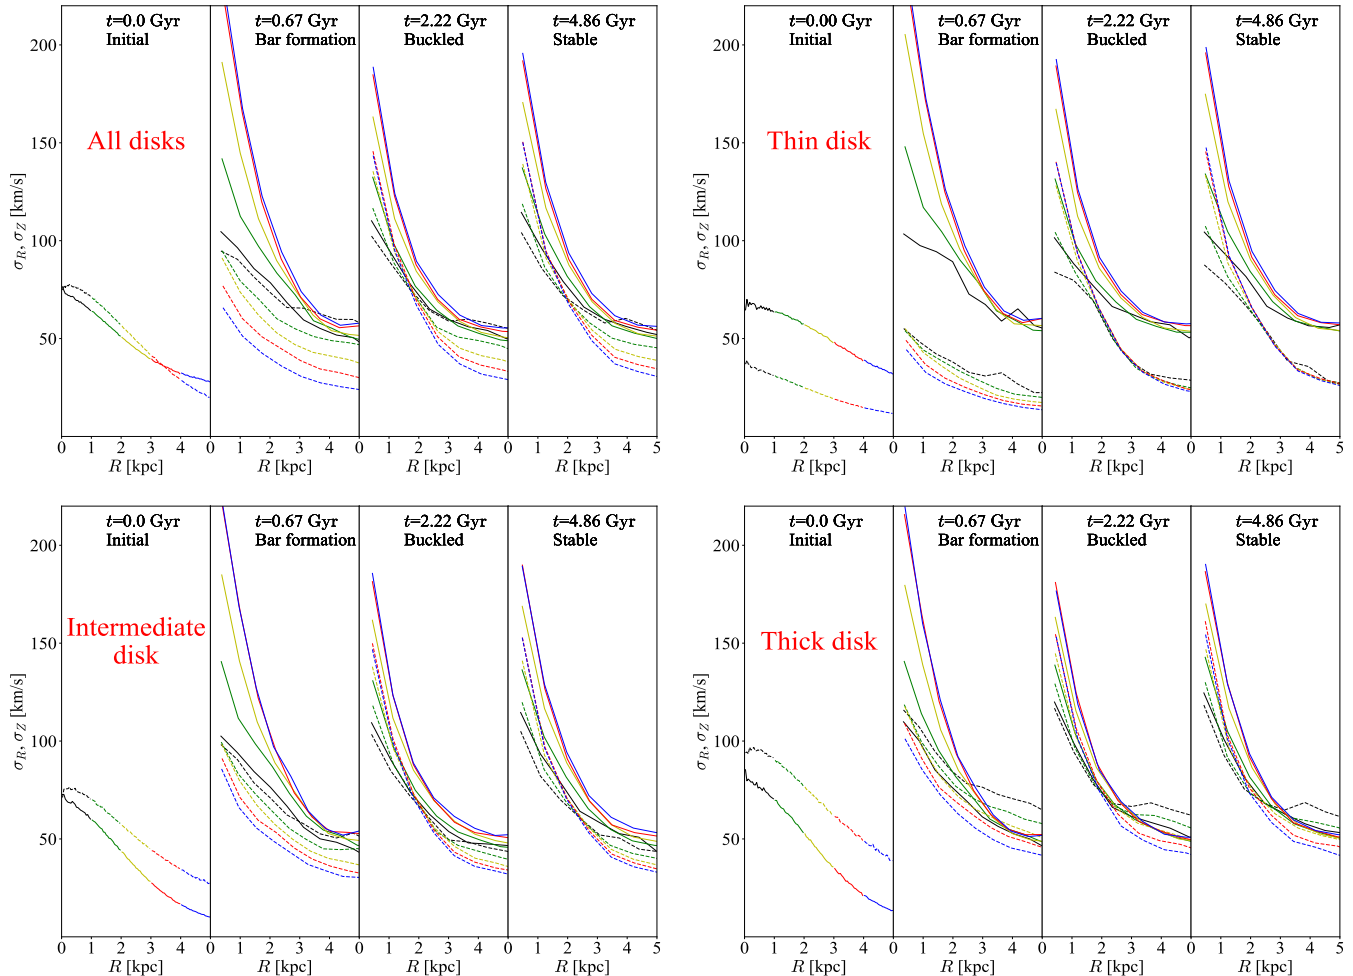 t=0.0 Gyr
Initial
t=0.67 Gyr
Bar formation
t=2.22 Gyr
Buckled
t=4.86 Gyr
Stable
All disks
200
150
100
50
σR, σZ [km/s]
0 1 2 3 4 0 1 2 3 4 0 1 2 3 4 0 1 2 3 4 5
R [kpc] R [kpc] R [kpc] R [kpc]
t=0.00 Gyr
Initial
t=0.67 Gyr
Bar formation
t=2.22 Gyr
Buckled
t=4.86 Gyr
Stable
Thin disk
200
150
100
50
σR, σZ [km/s]
0 1 2 3 4 0 1 2 3 4 0 1 2 3 4 0 1 2 3 4 5
R [kpc] R [kpc] R [kpc] R [kpc]
t=0.0 Gyr
Initial
t=0.67 Gyr
Bar formation
t=2.22 Gyr
Buckled
t=4.86 Gyr
Stable
Intermediate
disk
200
150
100
50
σR, σZ [km/s]
0 1 2 3 4 0 1 2 3 4 0 1 2 3 4 0 1 2 3 4 5
R [kpc] R [kpc] R [kpc] R [kpc]
t=0.0 Gyr
Initial
t=0.67 Gyr
Bar formation
t=2.22 Gyr
Buckled
t=4.86 Gyr
Stable
Thick disk
200
150
100
50
σR, σZ [km/s]
0 1 2 3 4 0 1 2 3 4 0 1 2 3 4 0 1 2 3 4 5
R [kpc] R [kpc] R [kpc] R [kpc]